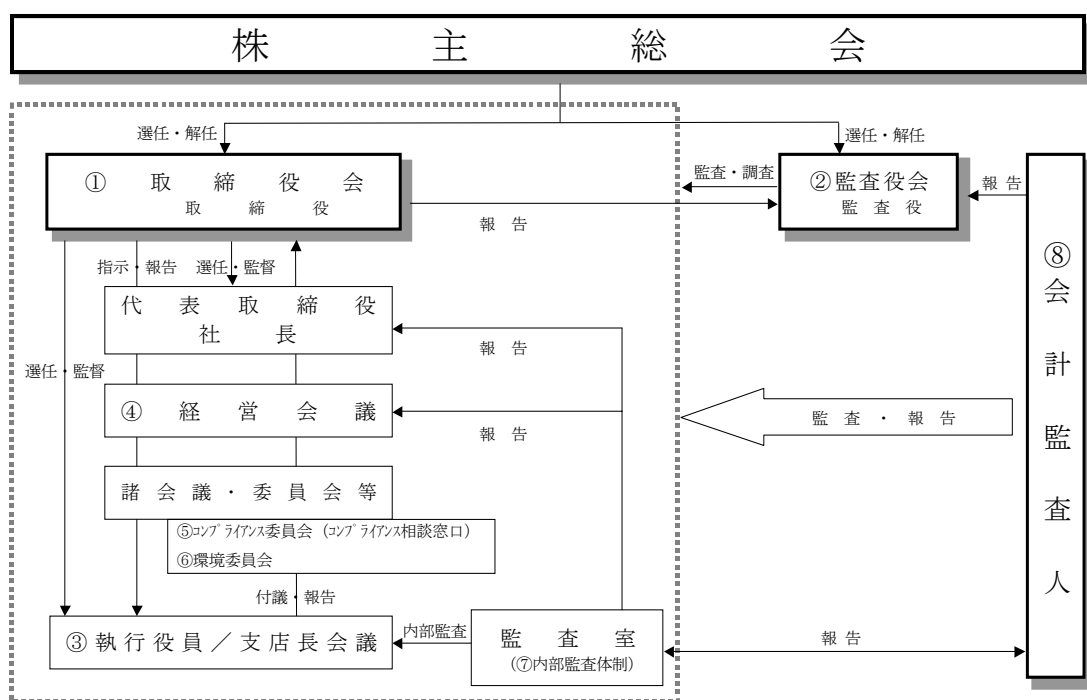 株主総会
選任・解任
選任・解任
① 取締役会
取締役
監査・調査
②監査役会
監査役
報告
報告
⑧会計監査人
指示・報告
選任・監督
代表取締役
社長
報告
選任・監督
④ 経営会議
報告
監査・報告
諸会議・委員会等
⑤ｺﾝﾌﾟﾗｲｱﾝｽ委員会（ｺﾝﾌﾟﾗｲｱﾝｽ相談窓口）
⑥環境委員会
付議・報告
③執行役員／支店長会議
内部監査
監査室
（⑦内部監査体制）
報告